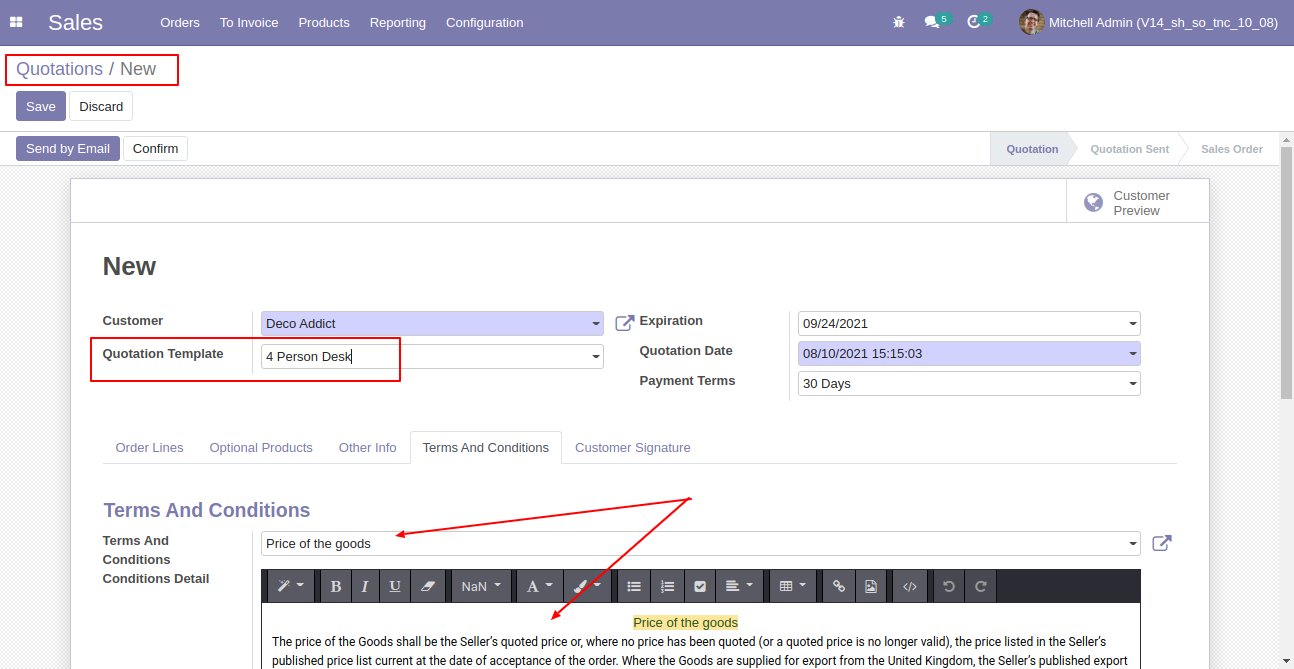 Sales Orders To Invoice Products Reporting Configuration 5 2 Mitchell Admin (V14_sh_so_tnc_10_08)
Quotations / New
Save Discard
Send by Email Confirm Quotation Quotation Sent Sales Order
Customer
Preview
New
Customer Deco Addict Expiration 09/24/2021
Quotation Template 4 Person Desk Quotation Date 08/10/2021 15:15:03
Payment Terms 30 Days
Order Lines Optional Products Other Info Terms And Conditions Customer Signature
Terms And Conditions
Terms And
Conditions
Price of the goods
Conditions Detail
B I U NaN A
Price of the goods
The price of the Goods shall be the Seller’s quoted price or, where no price has been quoted (or a quoted price is no longer valid), the price listed in the Seller’s
published price list current at the date of acceptance of the order. Where the Goods are supplied for export from the United Kingdom, the Seller’s published export